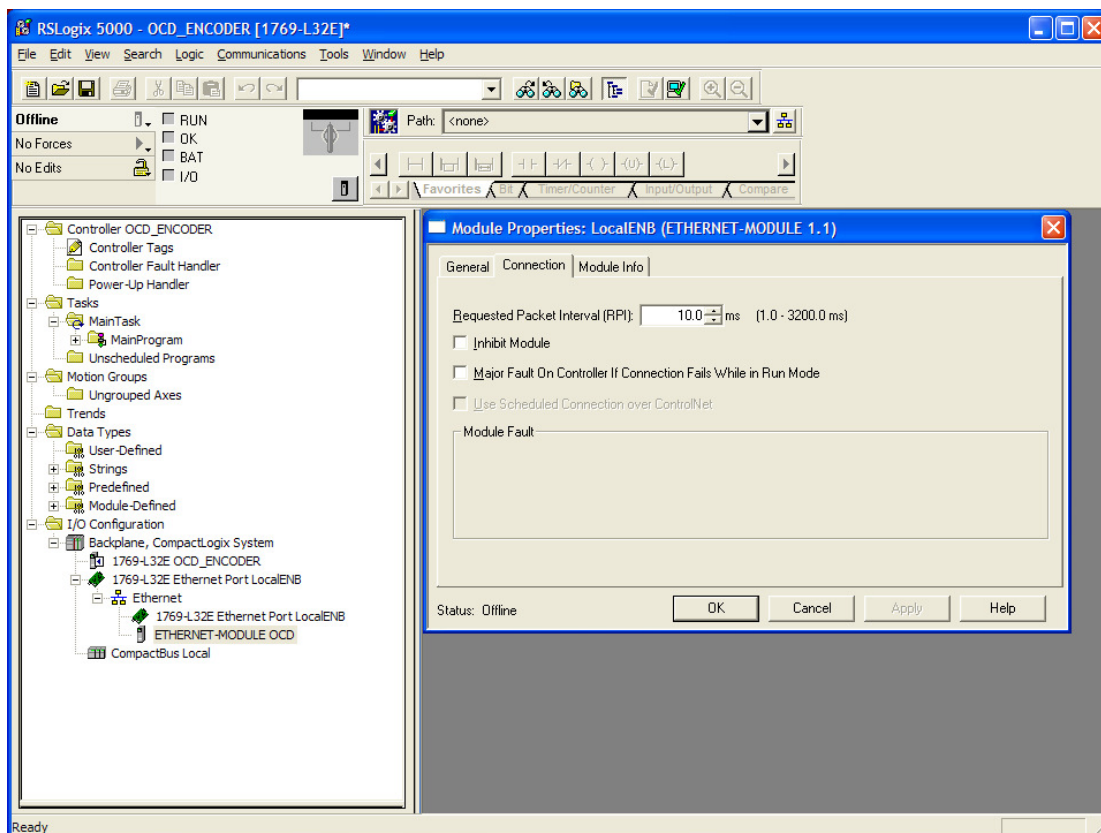 RSLogix 5000 - OCD_ENCODER [1769-L32E]*
File Edit View Search Logic Communications Tools Window Help
Offline
RUN
No Forces
OK
No Edits
BAT
I/O
Path: <none>
Favorites Bit Timer/Counter Input/Output Compare
Controller OCD_ENCODER
Controller Tags
Controller Fault Handler
Power-Up Handler
Tasks
MainTask
MainProgram
Unscheduled Programs
Motion Groups
Ungrouped Axes
Trends
Data Types
User-Defined
Strings
Predefined
Module-Defined
I/O Configuration
Backplane, CompactLogix System
1769-L32E OCD_ENCODER
1769-L32E Ethernet Port LocalENB
Ethernet
1769-L32E Ethernet Port LocalENB
ETHERNET-MODULE OCD
CompactBus Local
Module Properties: LocalENB (ETHERNET-MODULE 1.1)
General Connection Module Info
Requested Packet Interval (RPI): 10.0 ms (1.0 - 3200.0 ms)
Inhibit Module
Major Fault On Controller If Connection Fails While in Run Mode
Use Scheduled Connection over ControlNet
Module Fault
Status: Offline OK Cancel Apply Help
Ready